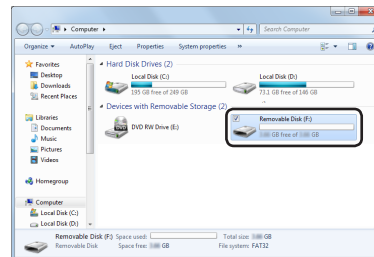 Computer
Search Computer
Organize AutoPlay Eject Properties System properties »
Favorites
Desktop
Downloads
Recent Places
Libraries
Documents
Music
Pictures
Videos
Homegroup
Computer
Local Disk (C:)
Local Disk (D:)
Hard Disk Drives (2)
Local Disk (C:)
195 GB free of 249 GB
Local Disk (D:)
73.1 GB free of 146 GB
Devices with Removable Storage (2)
DVD RW Drive (E:)
Removable Disk (F:)
GB free of GB
Removable Disk (F:) Space used: Total size: GB
Removable Disk Space free: GB File system: FAT32